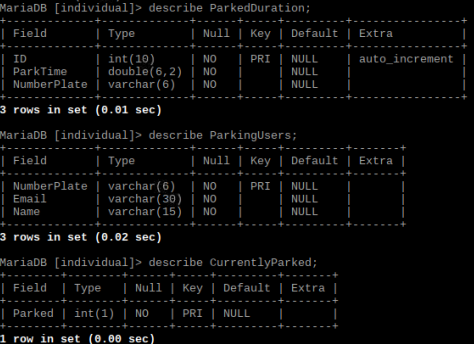 MariaDB [individual]> describe ParkedDuration;
+-------------+-------------+------+-----+---------+----------------+
| Field       | Type        | Null | Key | Default | Extra          |
+-------------+-------------+------+-----+---------+----------------+
| ID          | int(10)     | NO   | PRI | NULL    | auto_increment |
| ParkTime    | double(6,2) | NO   |     | NULL    |                |
| NumberPlate | varchar(6)  | NO   |     | NULL    |                |
+-------------+-------------+------+-----+---------+----------------+
3 rows in set (0.01 sec)
MariaDB [individual]> describe ParkingUsers;
+-------------+-------------+------+-----+---------+-------+
| Field       | Type        | Null | Key | Default | Extra |
+-------------+-------------+------+-----+---------+-------+
| NumberPlate | varchar(6)  | NO   | PRI | NULL    |       |
| Email       | varchar(30) | NO   |     | NULL    |       |
| Name        | varchar(15) | NO   |     | NULL    |       |
+-------------+-------------+------+-----+---------+-------+
3 rows in set (0.02 sec)
MariaDB [individual]> describe CurrentlyParked;
+--------+--------+------+-----+---------+-------+
| Field  | Type   | Null | Key | Default | Extra |
+--------+--------+------+-----+---------+-------+
| Parked | int(1) | NO   | PRI | NULL    |       |
+--------+--------+------+-----+---------+-------+
1 row in set (0.00 sec)